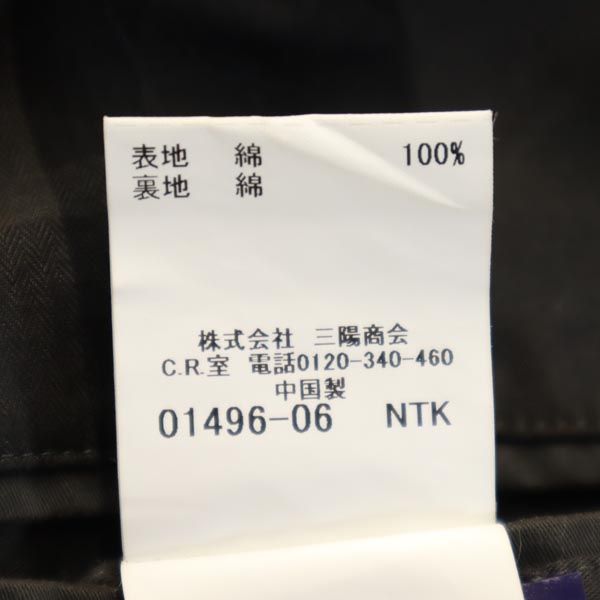 表地 綿 100%
裏地 綿
株式会社 三陽商会
C.R.室 電話0120-340-460
中国製
01496-06 NTK